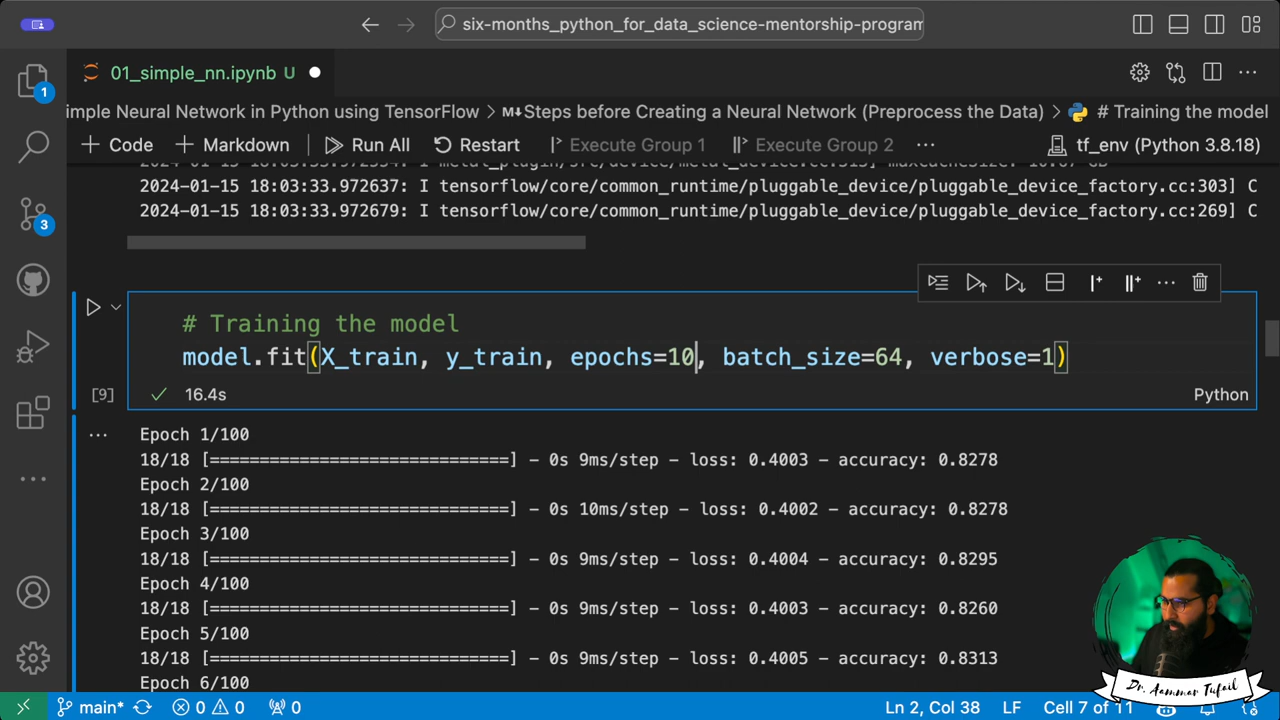 six-months_python_for_data_science-mentorship-program
1
01_simple_nn.ipynb U
imple Neural Network in Python using TensorFlow > Steps before Creating a Neural Network (Preprocess the Data) > # Training the model
+ Code + Markdown Run All Restart Execute Group 1 Execute Group 2 ... tf_env (Python 3.8.18)
2024-01-15 18:03:33.972637: I tensorflow/core/common_runtime/pluggable_device/pluggable_device_factory.cc:303] C
2024-01-15 18:03:33.972679: I tensorflow/core/common_runtime/pluggable_device/pluggable_device_factory.cc:269] C
3
# Training the model
model.fit(X_train, y_train, epochs=10, batch_size=64, verbose=1)
[9] 16.4s Python
Epoch 1/100
18/18 [==============================] - 0s 9ms/step - loss: 0.4003 - accuracy: 0.8278
Epoch 2/100
18/18 [==============================] - 0s 10ms/step - loss: 0.4002 - accuracy: 0.8278
Epoch 3/100
18/18 [==============================] - 0s 9ms/step - loss: 0.4004 - accuracy: 0.8295
Epoch 4/100
18/18 [==============================] - 0s 9ms/step - loss: 0.4003 - accuracy: 0.8260
Epoch 5/100
18/18 [==============================] - 0s 9ms/step - loss: 0.4005 - accuracy: 0.8313
Epoch 6/100
Dr. Aammar Tufail
main* 0 0 0 Ln 2, Col 38 LF Cell 7 of 11